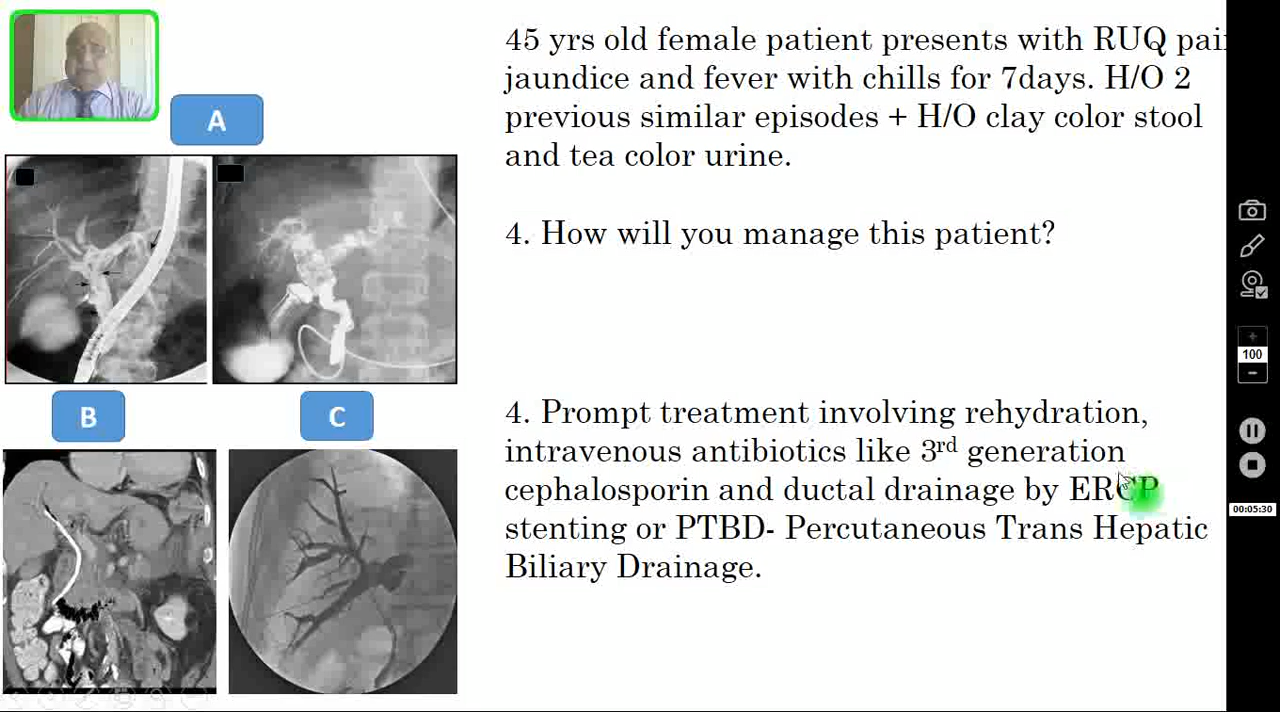 A
B
C
45 yrs old female patient presents with RUQ pai
jaundice and fever with chills for 7days. H/O 2
previous similar episodes + H/O clay color stool
and tea color urine.
4. How will you manage this patient?
4. Prompt treatment involving rehydration,
intravenous antibiotics like 3rd generation
cephalosporin and ductal drainage by ERCP
stenting or PTBD- Percutaneous Trans Hepatic
Biliary Drainage.
100
00:05:30